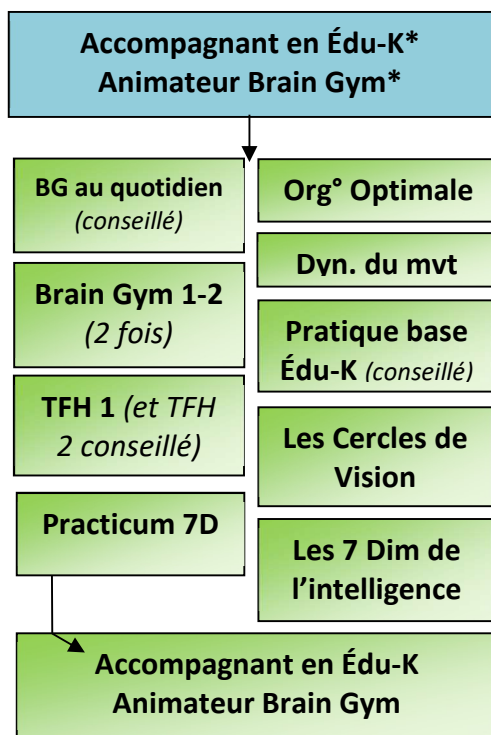 Accompagnant en Édu-K*
Animateur Brain Gym*
BG au quotidien
(conseillé)
Brain Gym 1-2
(2 fois)
TFH 1 (et TFH
2 conseillé)
Practicum 7D
Org° Optimale
Dyn. du mvt
Pratique base
Édu-K (conseillé)
Les Cercles de
Vision
Les 7 Dim de
l'intelligence
Accompagnant en Édu-K
Animateur Brain Gym